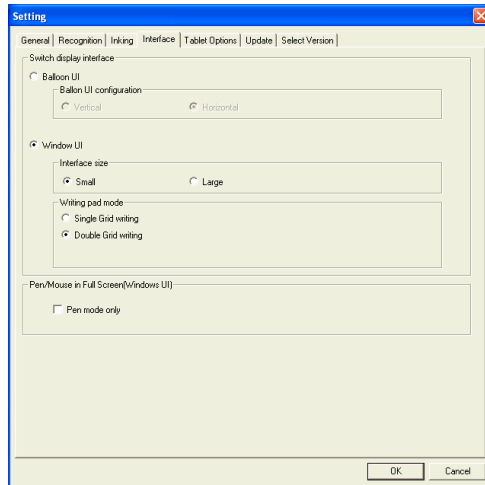 Setting
General Recognition Inking Interface Tablet Options Update Select Version
Switch display interface
Balloon UI
Ballon UI configuration
Vertical Horizontal
Window UI
Interface size
Small Large
Writing pad mode
Single Grid writing
Double Grid writing
Pen/Mouse in Full Screen(Windows UI)
Pen mode only
OK Cancel